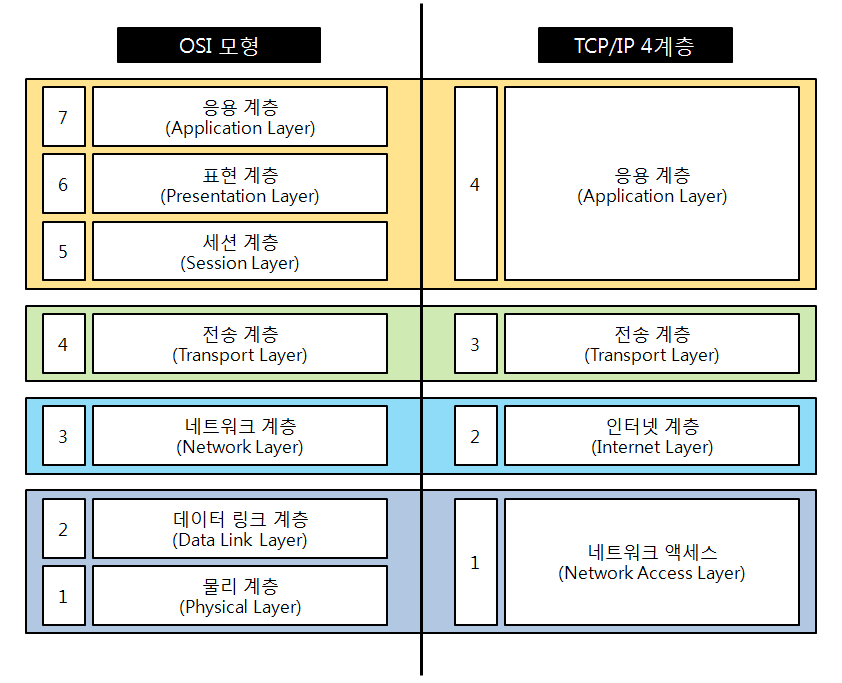 OSI 모형
TCP/IP 4계층
7
응용 계층
(Application Layer)
6
표현 계층
(Presentation Layer)
5
세션 계층
(Session Layer)
4
응용 계층
(Application Layer)
4
전송 계층
(Transport Layer)
3
전송 계층
(Transport Layer)
3
네트워크 계층
(Network Layer)
2
인터넷 계층
(Internet Layer)
2
데이터 링크 계층
(Data Link Layer)
1
물리 계층
(Physical Layer)
1
네트워크 액세스
(Network Access Layer)